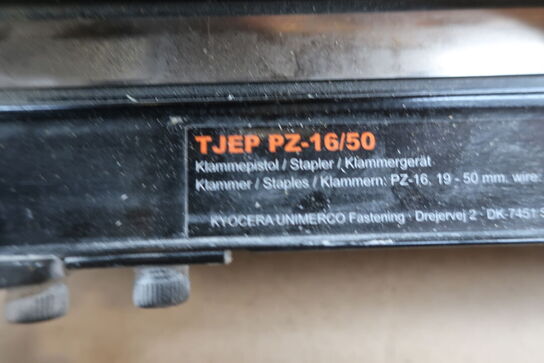 TJEP PZ-16/50
Klammepistol / Stapler / Klammergerät
Klammer / Staples / Klammern: PZ-16, 19 - 50 mm. wire:
KYOCERA UNIMERCO Fastening · Drejervej 2 · DK-7451 S